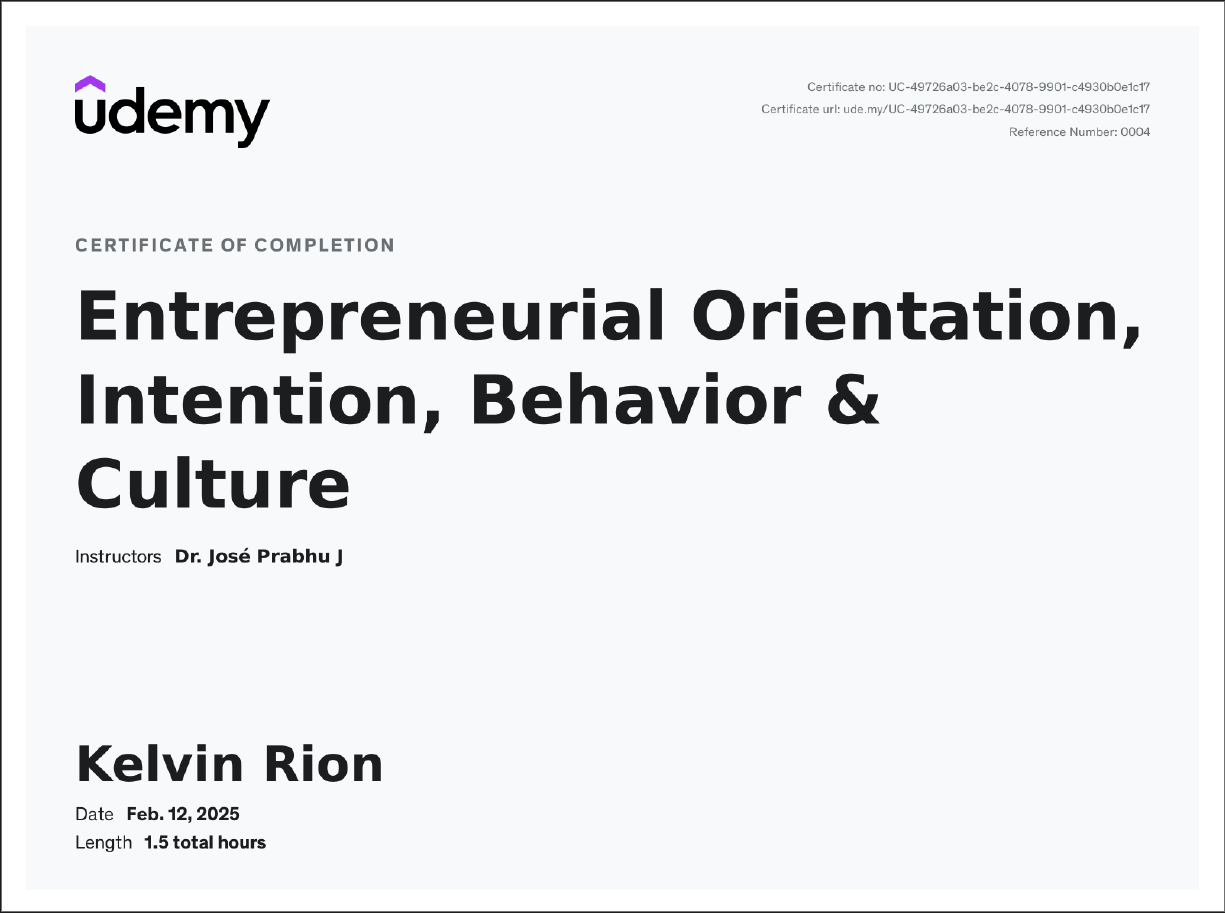 udemy
Certificate no: UC-49726a03-be2c-4078-9901-c4930b0e1c17
Certificate url: ude.my/UC-49726a03-be2c-4078-9901-c4930b0e1c17
Reference Number: 0004
CERTIFICATE OF COMPLETION
Entrepreneurial Orientation,
Intention, Behavior &
Culture
Instructors Dr. José Prabhu J
Kelvin Rion
Date Feb. 12, 2025
Length 1.5 total hours